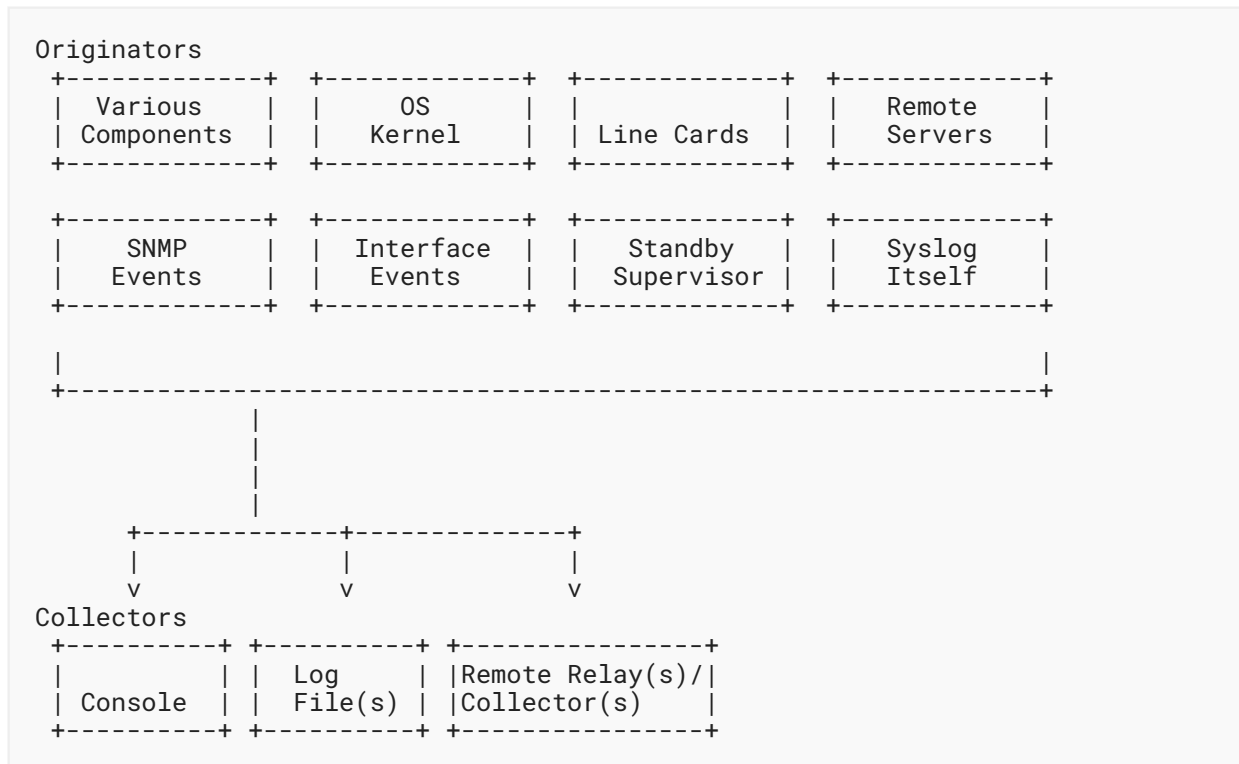 Originators
+-------------+  +-------------+  +------------+  +-------------+
|   Various    |  |      OS      |  |             |  |    Remote    |
| Components  |  |    Kernel    |  | Line Cards  |  |    Servers   |
+-------------+  +-------------+  +------------+  +-------------+
+-------------+  +-------------+  +------------+  +-------------+
|     SNMP     |  |  Interface  |  |   Standby   |  |    Syslog    |
|    Events    |  |   Events    |  |  Supervisor |  |    Itself    |
+-------------+  +-------------+  +------------+  +-------------+
|                                                                |
+----------------------------------------------------------------+
|
|
|
|
+-------------+--------------+
|             |              |
v             v              v
Collectors
+----------+ +----------+ +----------------+
|          | |  Log     | |Remote Relay(s)/|
| Console  | |  File(s) | |Collector(s)    |
+----------+ +----------+ +----------------+